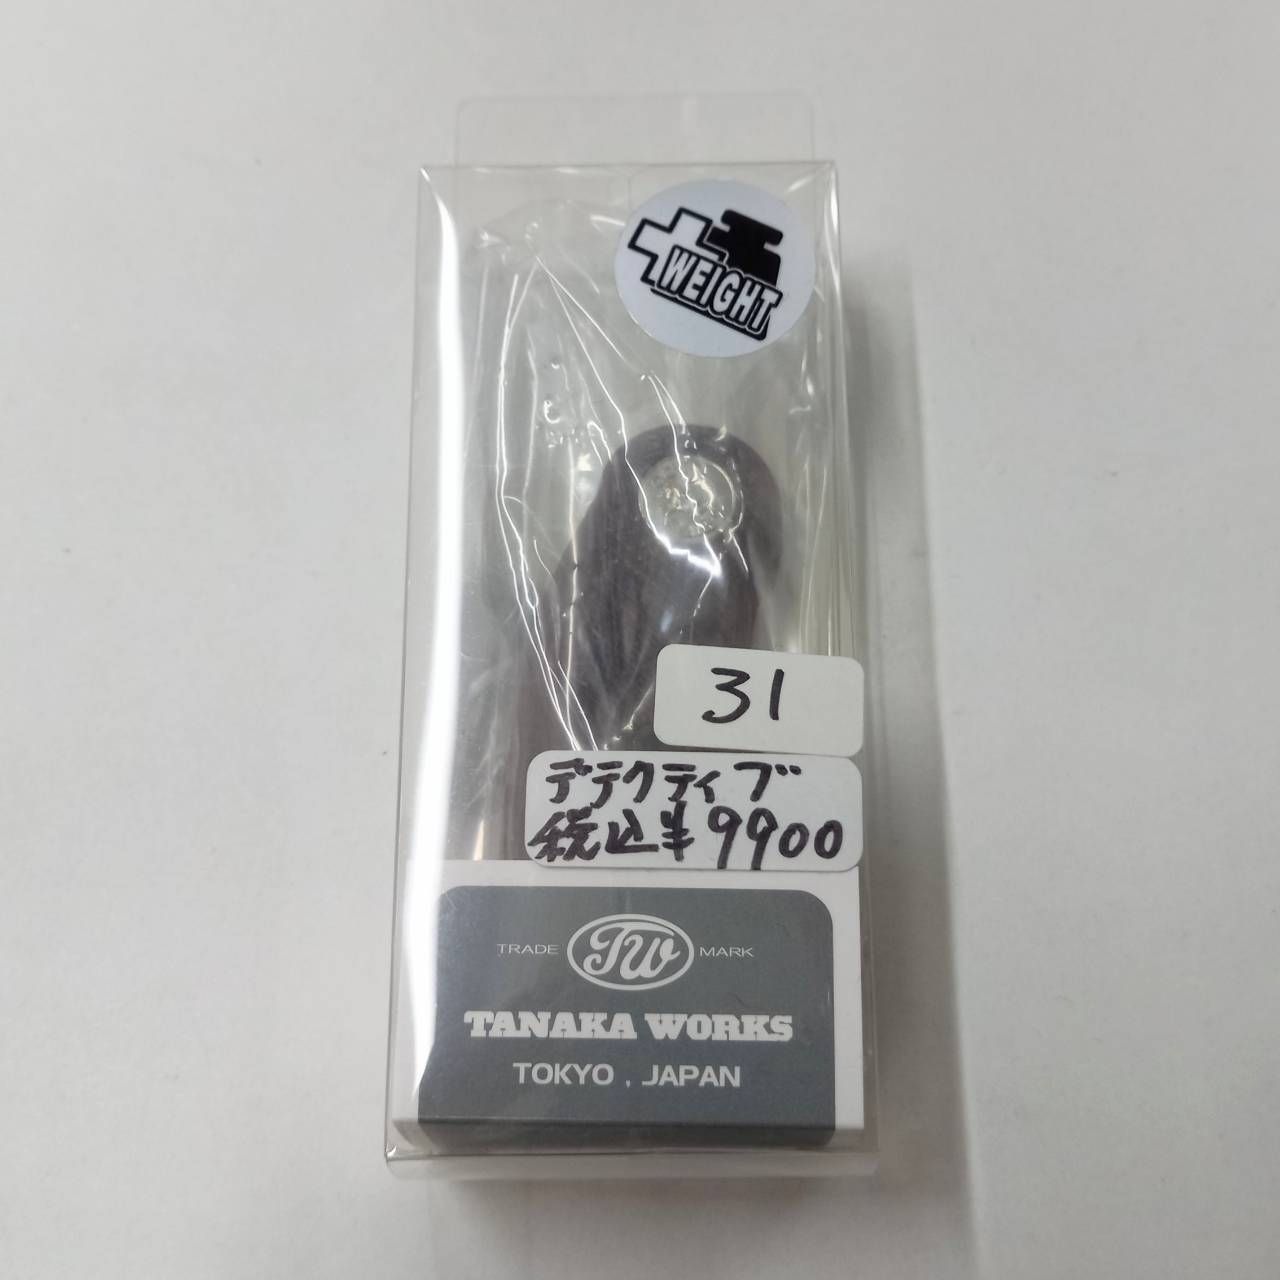 WEIGHT
31
デテクティブ
税込¥9900
TRADE TW MARK
TANAKA WORKS
TOKYO , JAPAN